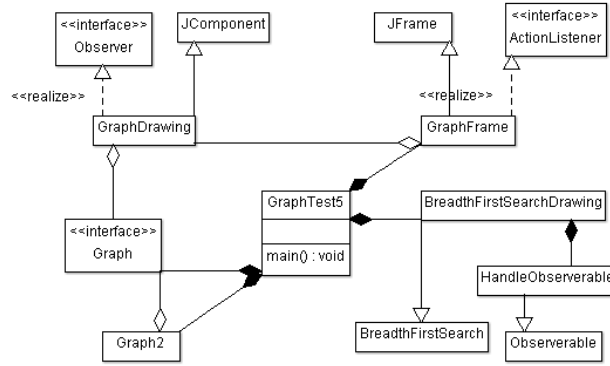 <<interface>>
Observer
JComponent
JFrame
<<interface>>
ActionListener
<<realize>>
<<realize>>
GraphDrawing
GraphFrame
GraphTest5
main() : void
BreadthFirstSearchDrawing
<<interface>>
Graph
HandleObserverable
Graph2
BreadthFirstSearch
Observerable